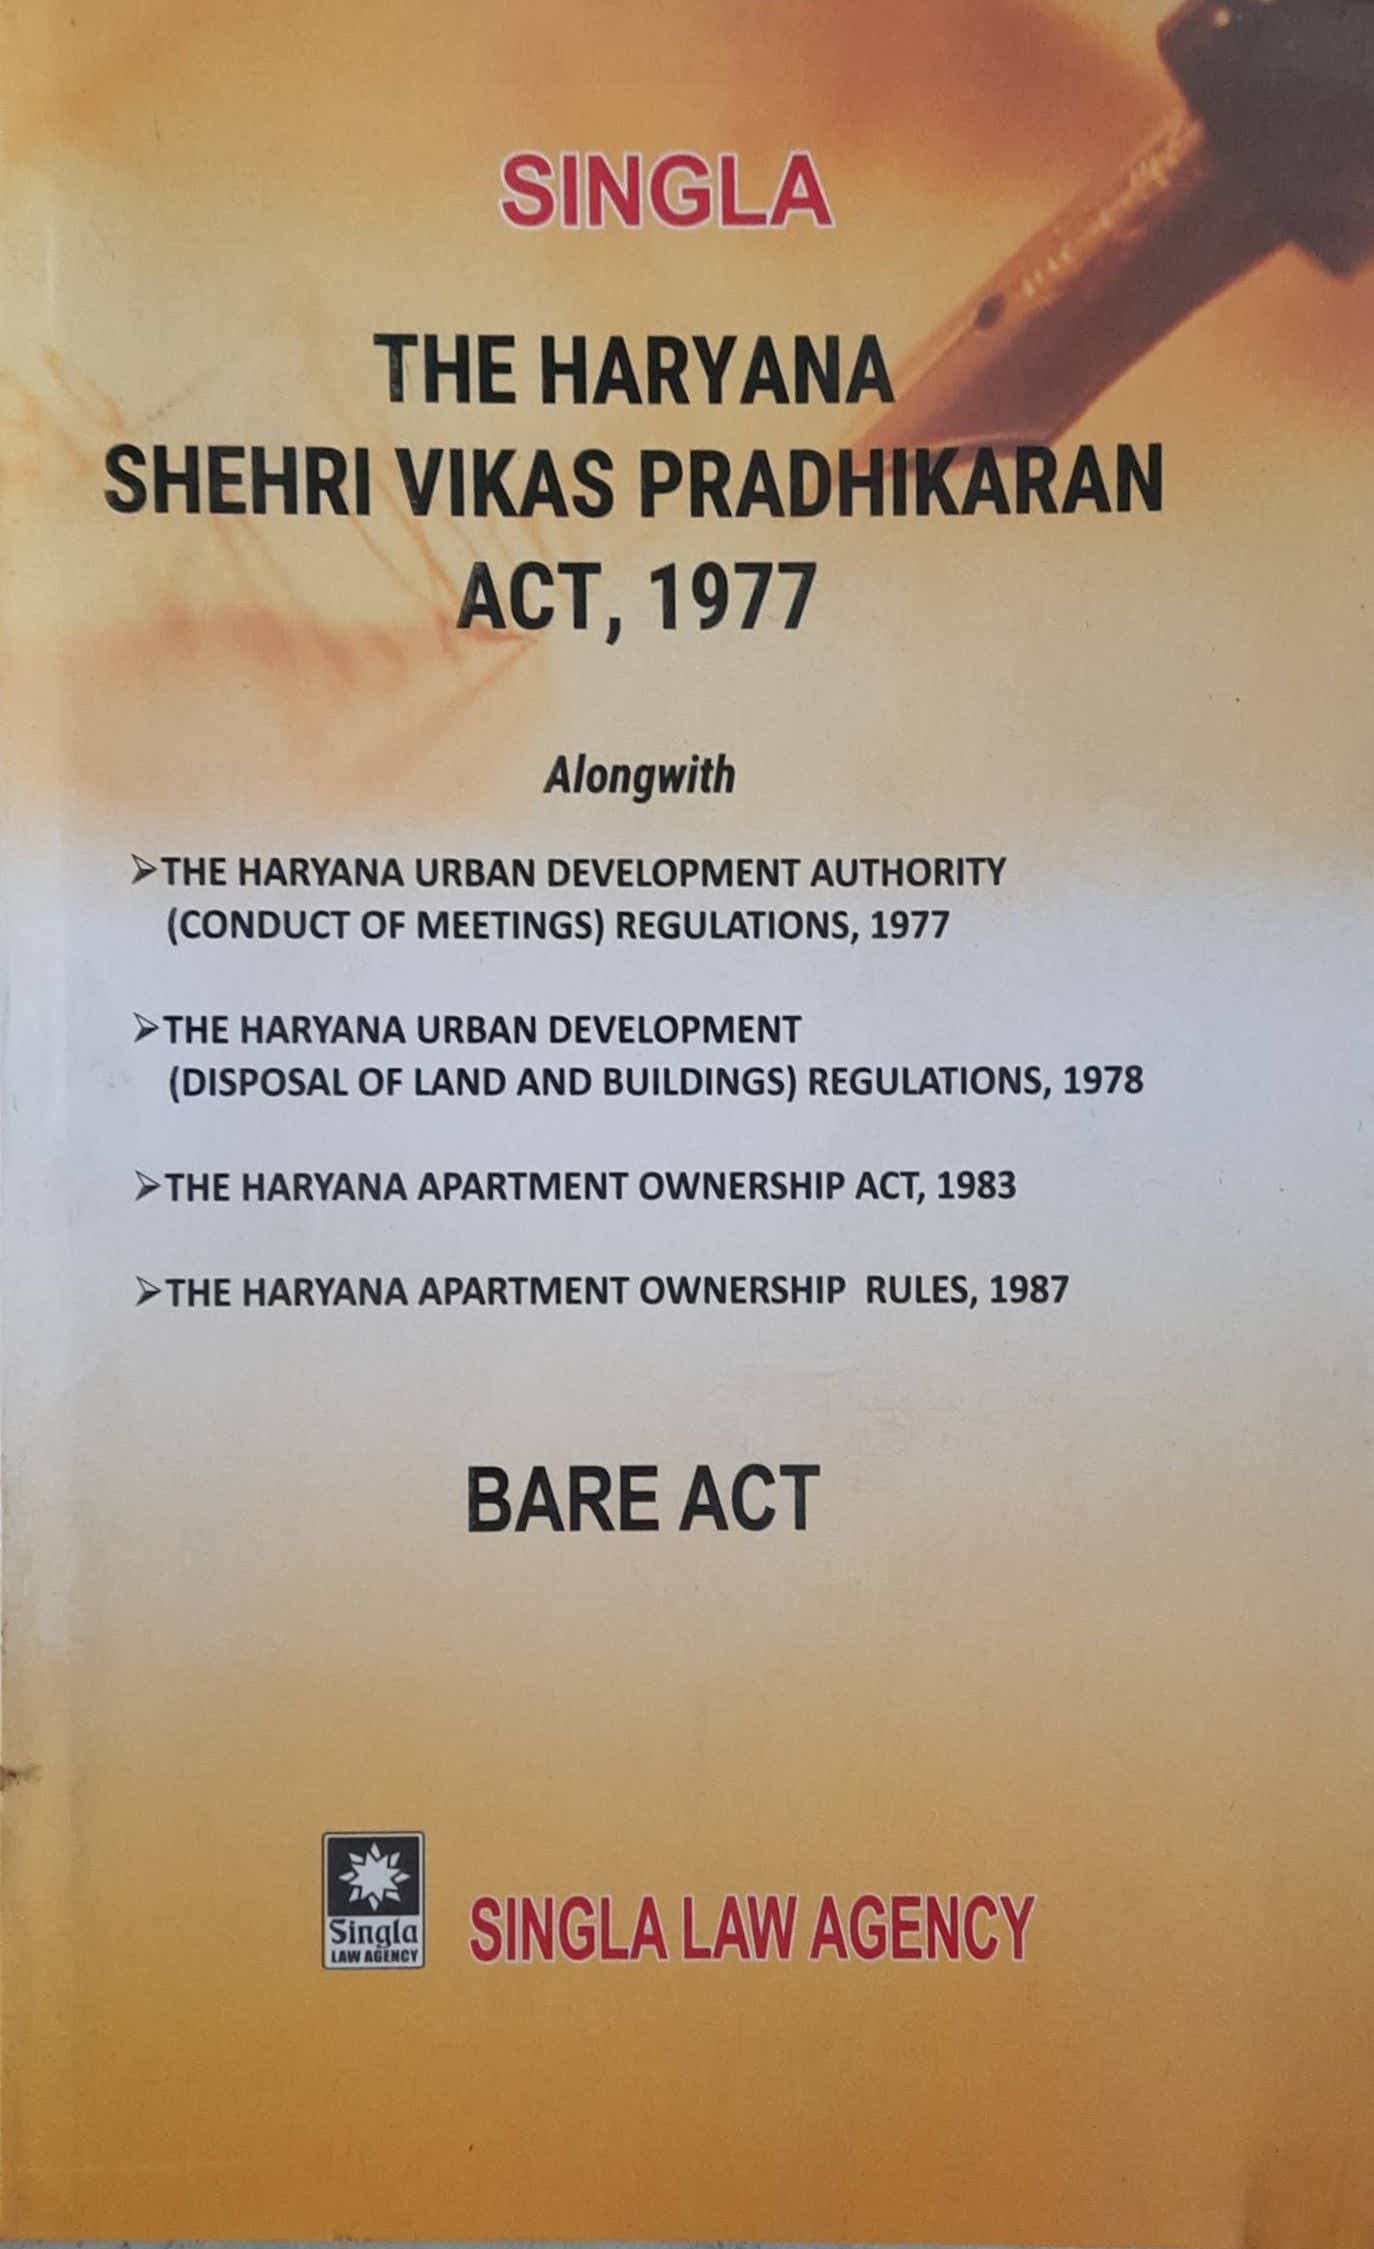 SINGLA
THE HARYANA
SHEHRI VIKAS PRADHIKARAN
ACT, 1977
Alongwith
➢THE HARYANA URBAN DEVELOPMENT AUTHORITY
(CONDUCT OF MEETINGS) REGULATIONS, 1977
➢THE HARYANA URBAN DEVELOPMENT
(DISPOSAL OF LAND AND BUILDINGS) REGULATIONS, 1978
➢THE HARYANA APARTMENT OWNERSHIP ACT, 1983
➢THE HARYANA APARTMENT OWNERSHIP RULES, 1987
BARE ACT
Singla
LAW AGENCY
SINGLA LAW AGENCY